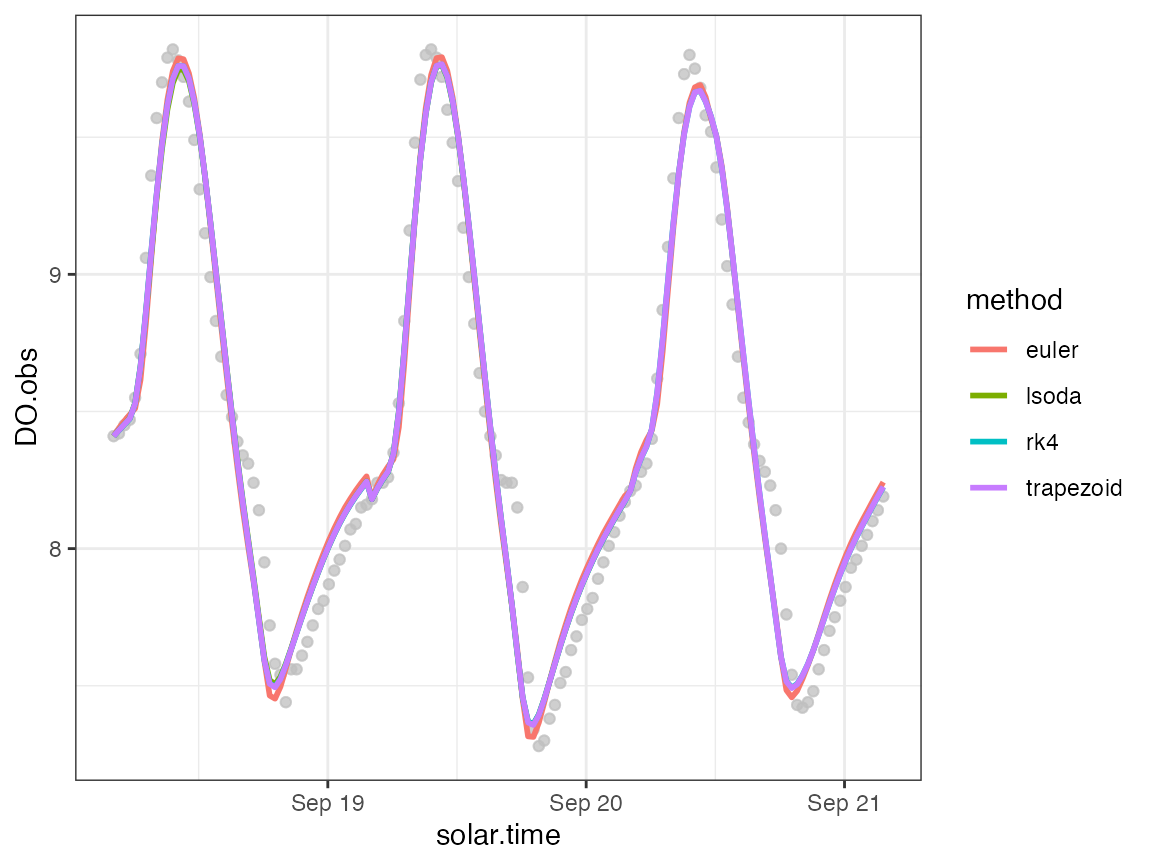 DO.obs
9
8
Sep 19
Sep 20
Sep 21
solar.time
method
euler
lsoda
rk4
trapezoid